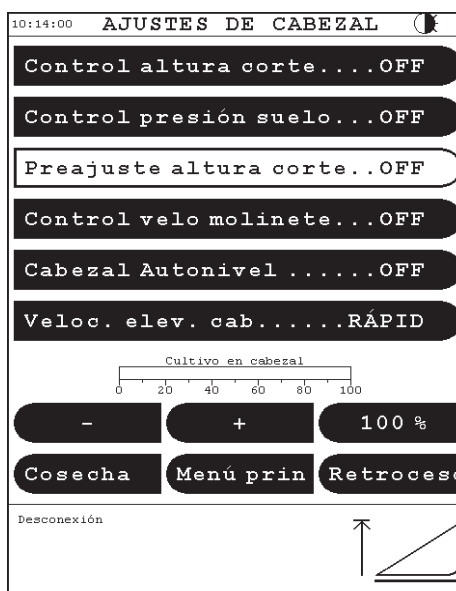 10:14:00 AJUSTES DE CABEZAL
Control altura corte....OFF
Control presión suelo...OFF
Preajuste altura corte..OFF
Control velo molinete...OFF
Cabezal Autonivel ......OFF
Veloc. elev. cab......RÁPID
Cultivo en cabezal
0 20 40 60 80 100
- + 100 %
Cosecha Menú prin Retroceso
Desconexión